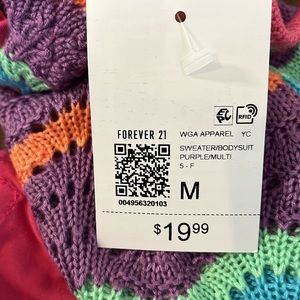 RFID
FOREVER 21
WGA APPAREL YC
SWEATER/BODYSUIT
PURPLE/MULTI
5 - F
M
004956320103
$19.99